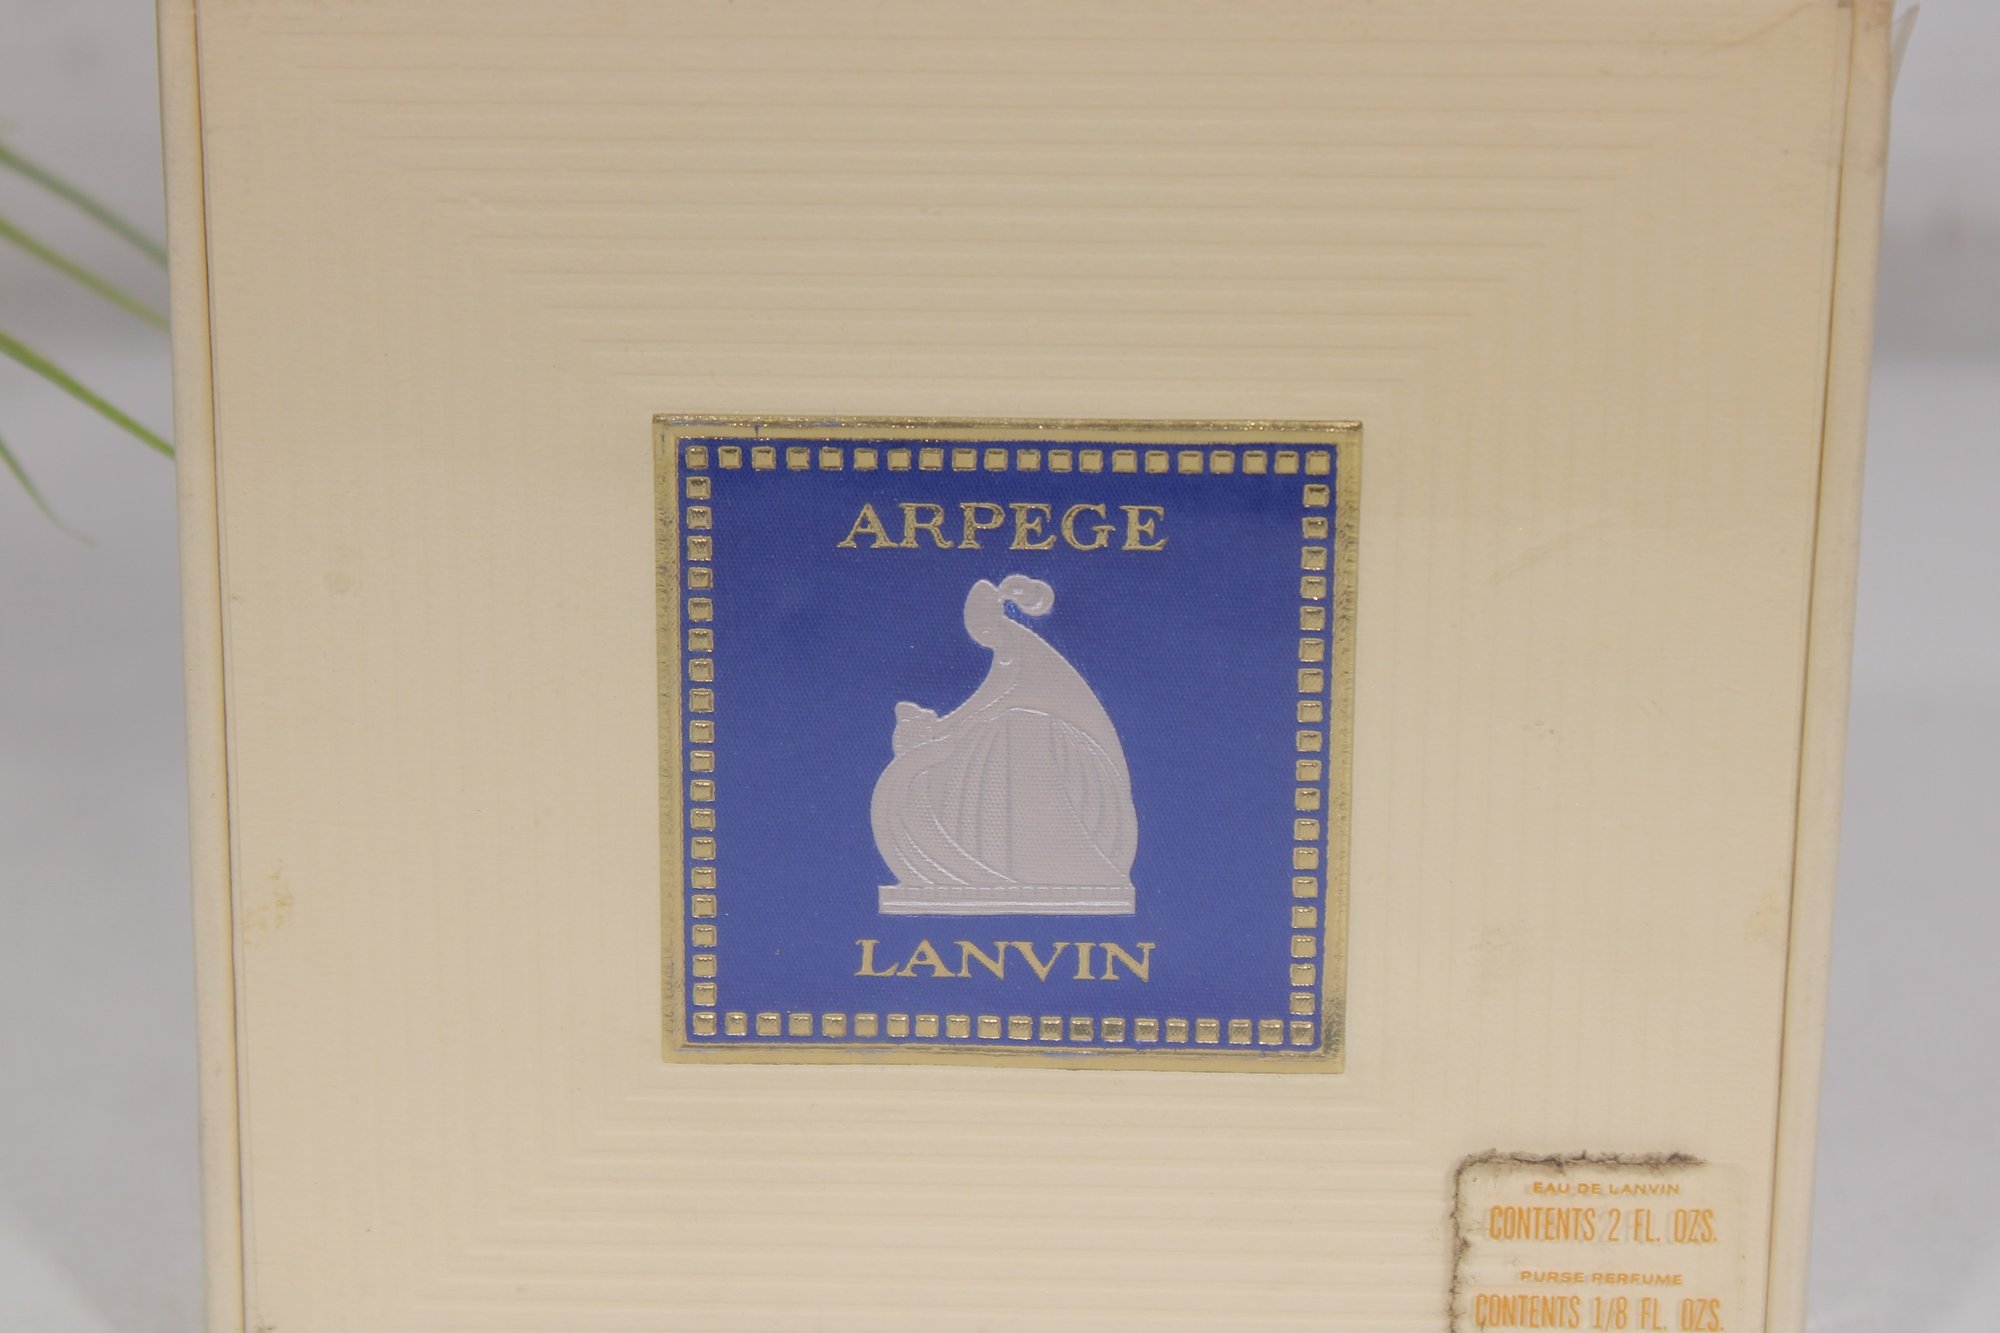 ARPEGE
LANVIN
EAU DE LANVIN
CONTENTS 2 FL. OZS.
PURSE PERFUME
CONTENTS 1/8 FL. OZS.